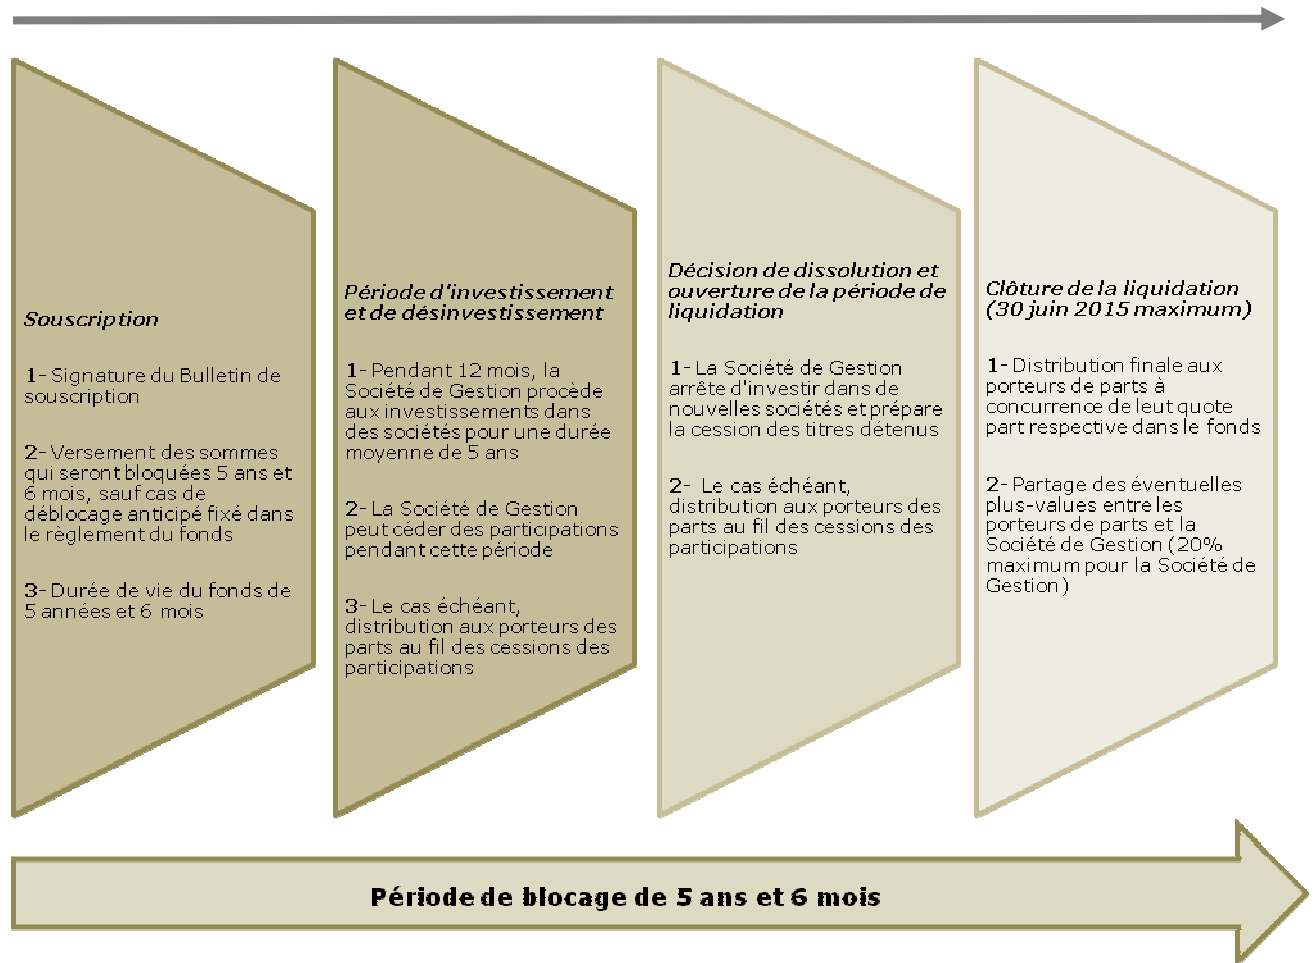 Souscription
1- Signature du Bulletin de
souscription
2- Versement des sommes
qui seront bloquées 5 ans et
6 mois, sauf cas de
déblocage anticipé fixé dans
le règlement du fonds
3- Durée de vie du fonds de
5 années et 6 mois
Période d'investissement
et de désinvestissement
1- Pendant 12 mois, la
Société de Gestion procède
aux investissements dans
des sociétés pour une durée
moyenne de 5 ans
2- La Société de Gestion
peut céder des participations
pendant cette période
3- Le cas échéant,
distribution aux porteurs des
parts au fil des cessions des
participations
Décision de dissolution et
ouverture de la période de
liquidation
1- La Société de Gestion
arrête d'investir dans de
nouvelles sociétés et prépare
la cession des titres détenus
2- Le cas échéant,
distribution aux porteurs des
parts au fil des cessions des
participations
Clôture de la liquidation
(30 juin 2015 maximum)
1- Distribution finale aux
porteurs de parts à
concurrence de leut quote
part respective dans le fonds
2- Partage des éventuelles
plus-values entre les
porteurs de parts et la
Société de Gestion (20%
maximum pour la Société de
Gestion)
Période de blocage de 5 ans et 6 mois